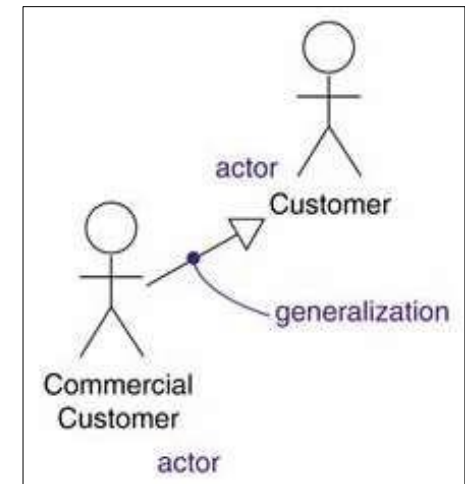 actor
Customer
generalization
Commercial
Customer
actor